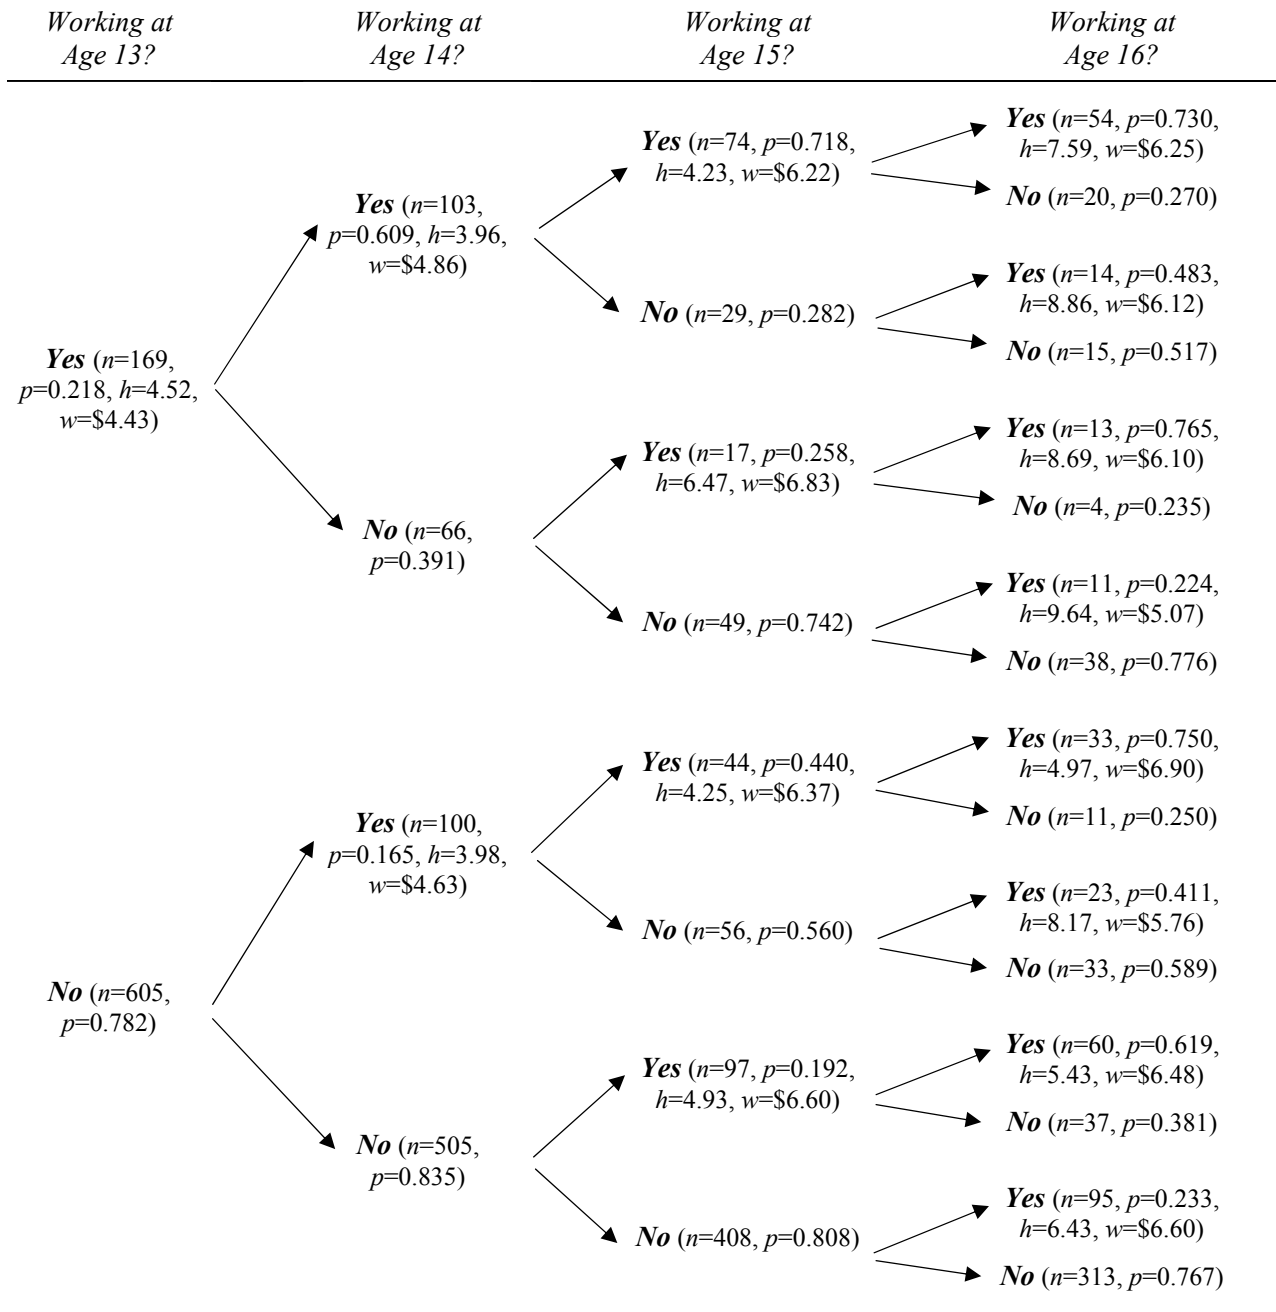 Working at
Age 13?
Working at
Age 14?
Working at
Age 15?
Working at
Age 16?
Yes (n=169,
p=0.218, h=4.52,
w=$4.43)
No (n=605,
p=0.782)
Yes (n=103,
p=0.609, h=3.96,
w=$4.86)
No (n=66,
p=0.391)
Yes (n=100,
p=0.165, h=3.98,
w=$4.63)
No (n=505,
p=0.835)
Yes (n=74, p=0.718,
h=4.23, w=$6.22)
No (n=29, p=0.282)
Yes (n=17, p=0.258,
h=6.47, w=$6.83)
No (n=49, p=0.742)
Yes (n=44, p=0.440,
h=4.25, w=$6.37)
No (n=56, p=0.560)
Yes (n=97, p=0.192,
h=4.93, w=$6.60)
No (n=408, p=0.808)
Yes (n=54, p=0.730,
h=7.59, w=$6.25)
No (n=20, p=0.270)
Yes (n=14, p=0.483,
h=8.86, w=$6.12)
No (n=15, p=0.517)
Yes (n=13, p=0.765,
h=8.69, w=$6.10)
No (n=4, p=0.235)
Yes (n=11, p=0.224,
h=9.64, w=$5.07)
No (n=38, p=0.776)
Yes (n=33, p=0.750,
h=4.97, w=$6.90)
No (n=11, p=0.250)
Yes (n=23, p=0.411,
h=8.17, w=$5.76)
No (n=33, p=0.589)
Yes (n=60, p=0.619,
h=5.43, w=$6.48)
No (n=37, p=0.381)
Yes (n=95, p=0.233,
h=6.43, w=$6.60)
No (n=313, p=0.767)